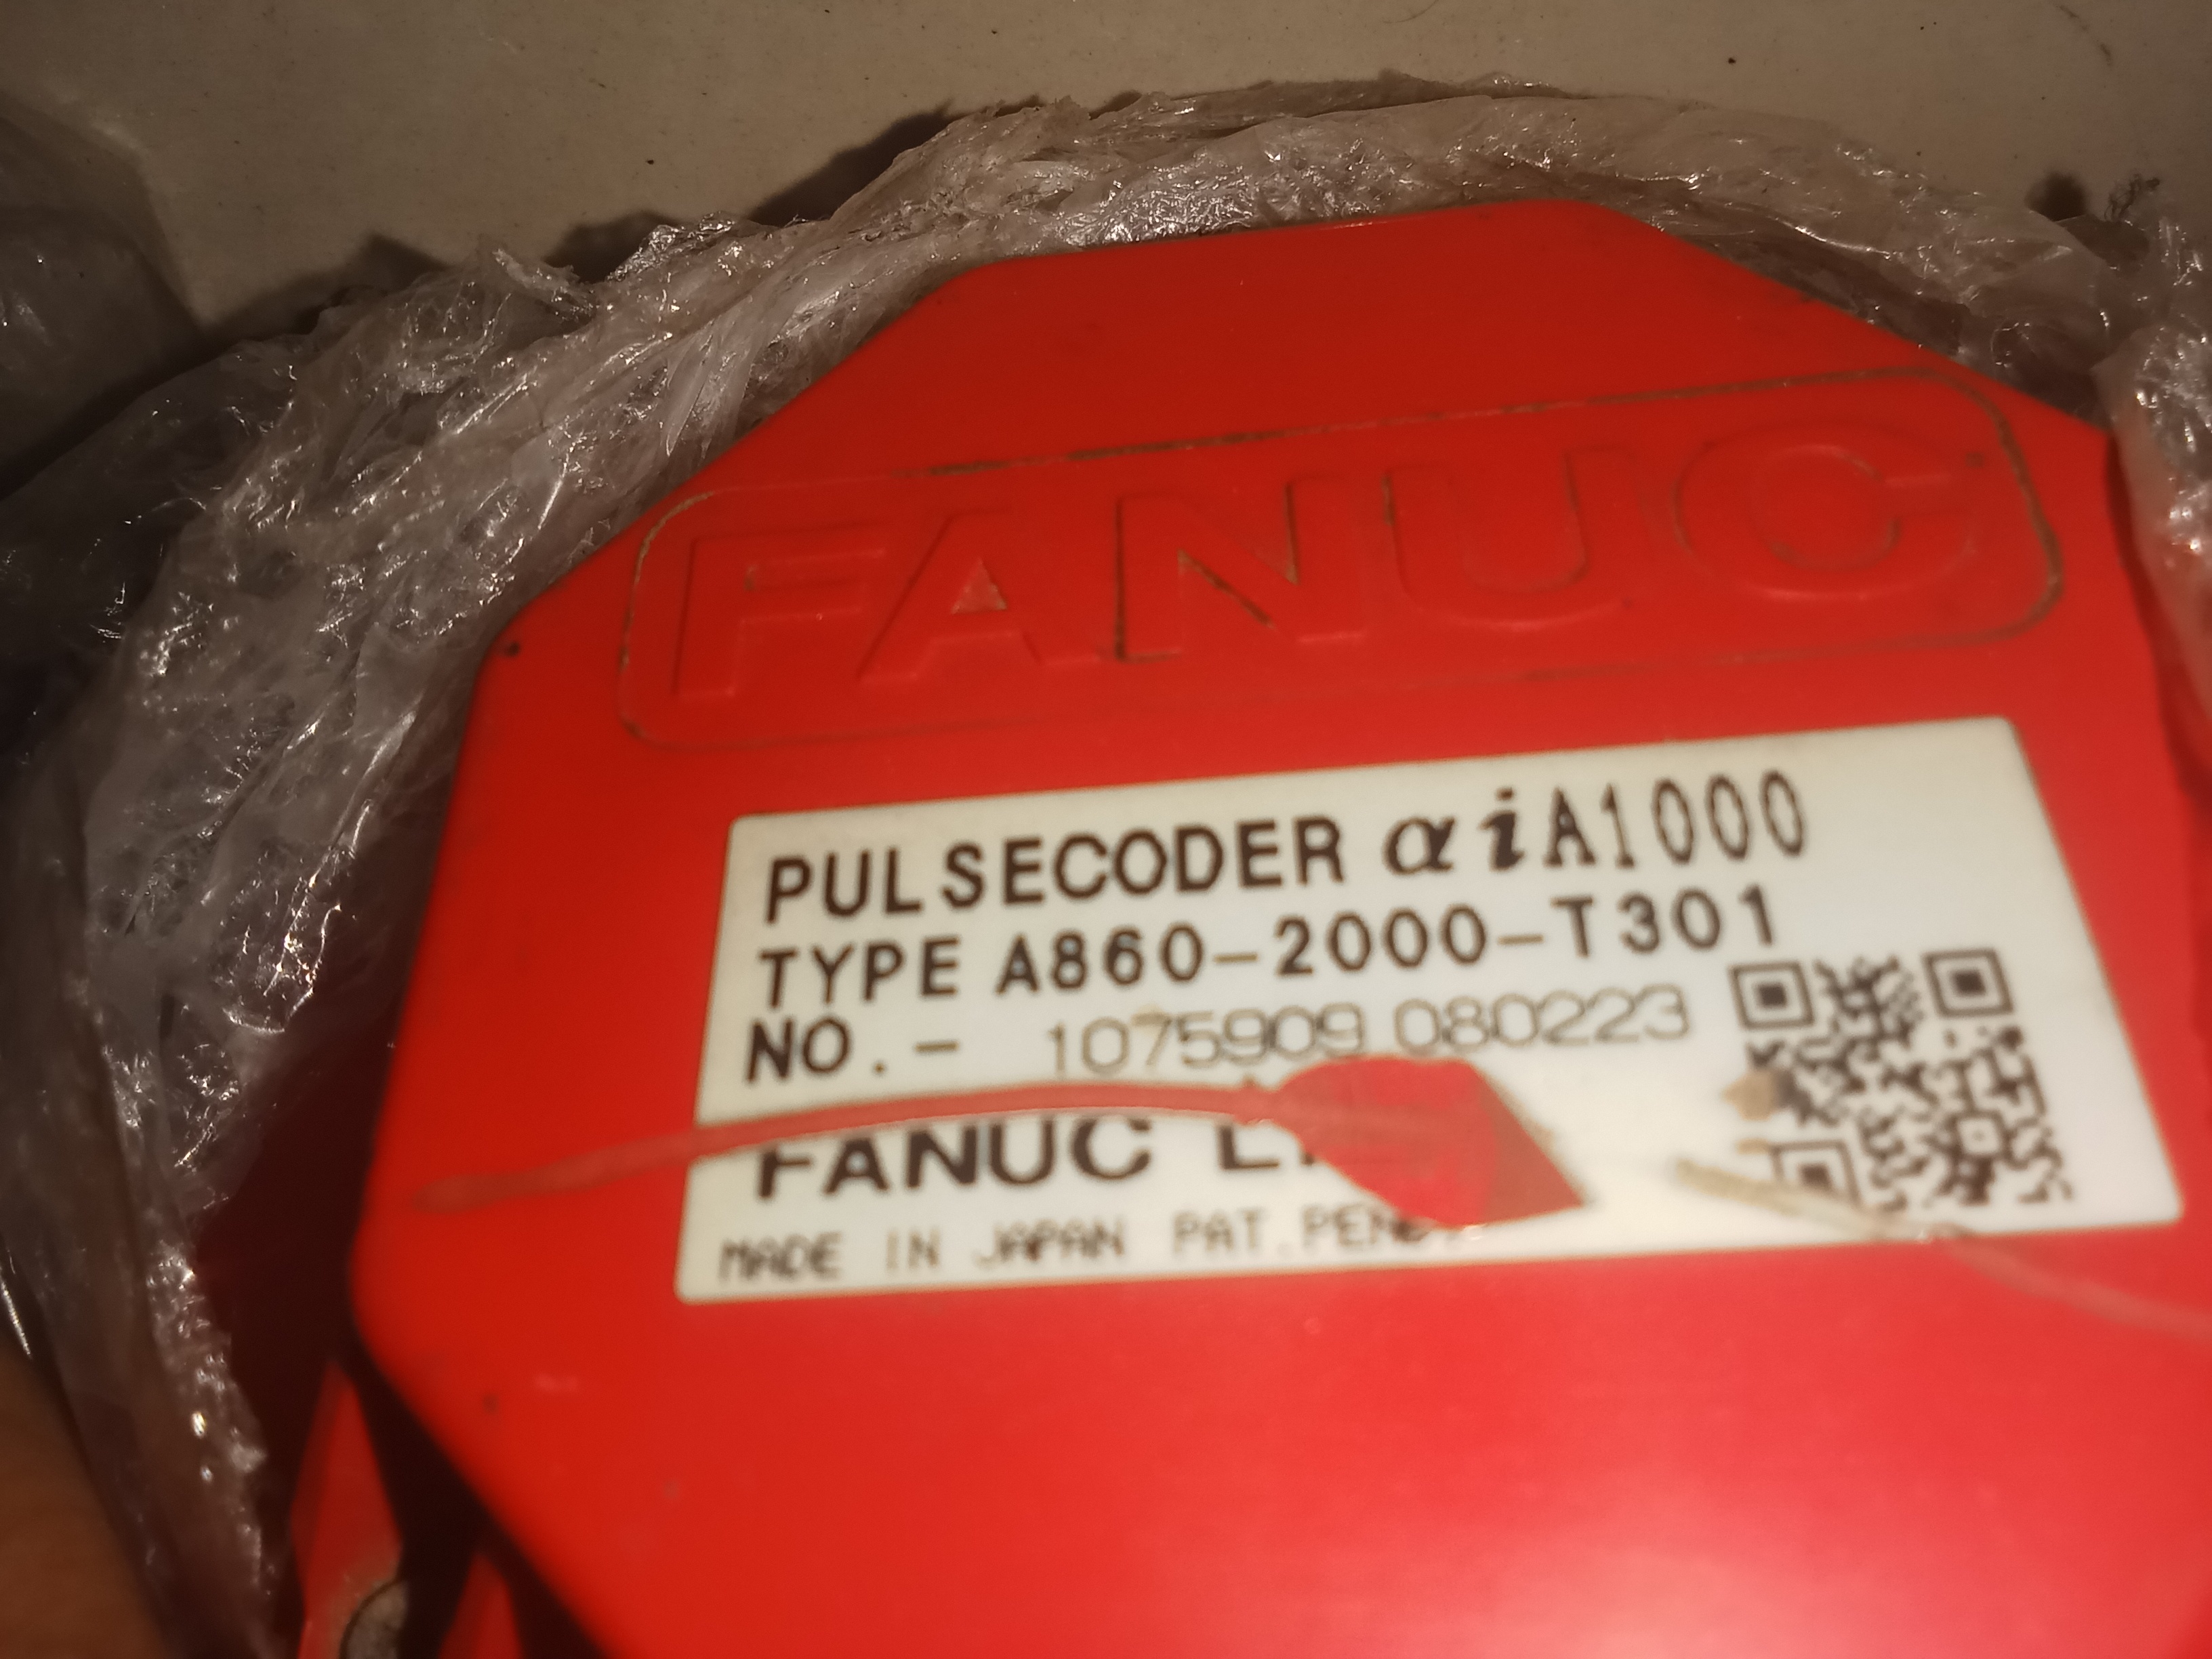 FANUC
PULSECODER αiA1000
TYPE A860-2000-T301
NO.- 1075909 080223
FANUC
MADE IN JAPAN PAT.